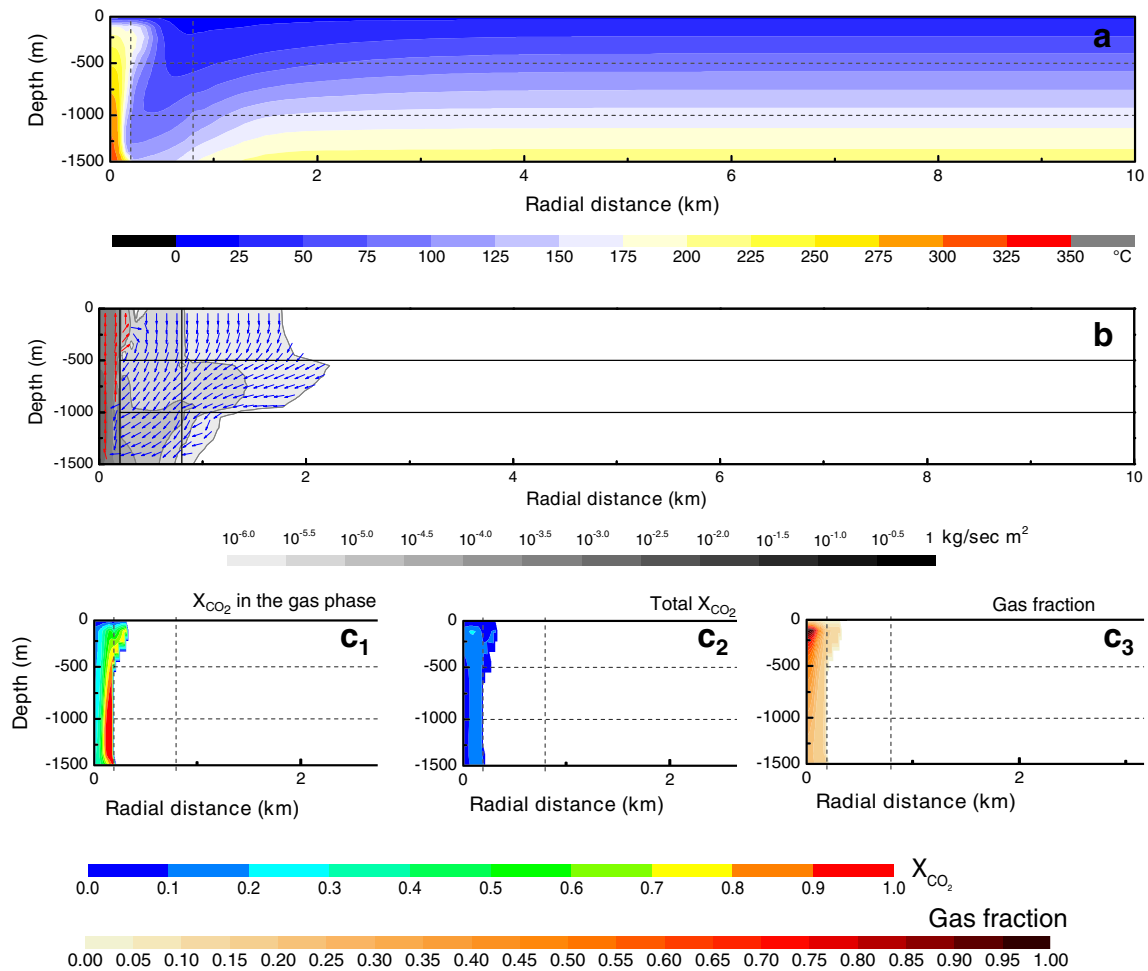 a
0
-500
-1000
-1500
Depth (m)
0 2 4 6 8 10
Radial distance (km)
0 25 50 75 100 125 150 175 200 225 250 275 300 325 350 °C
b
0
-500
-1000
-1500
Depth (m)
0 2 4 6 8 10
Radial distance (km)
10-6.0 10-5.5 10-5.0 10-4.5 10-4.0 10-3.5 10-3.0 10-2.5 10-2.0 10-1.5 10-1.0 10-0.5 1 kg/sec m2
XCO2 in the gas phase
c1
0
-500
-1000
-1500
Depth (m)
0 2
Radial distance (km)
Total XCO2
c2
0
-500
-1000
-1500
0 2
Radial distance (km)
Gas fraction
c3
0
-500
-1000
-1500
0 2
Radial distance (km)
0.0 0.1 0.2 0.3 0.4 0.5 0.6 0.7 0.8 0.9 1.0 XCO2
Gas fraction
0.00 0.05 0.10 0.15 0.20 0.25 0.30 0.35 0.40 0.45 0.50 0.55 0.60 0.65 0.70 0.75 0.80 0.85 0.90 0.95 1.00